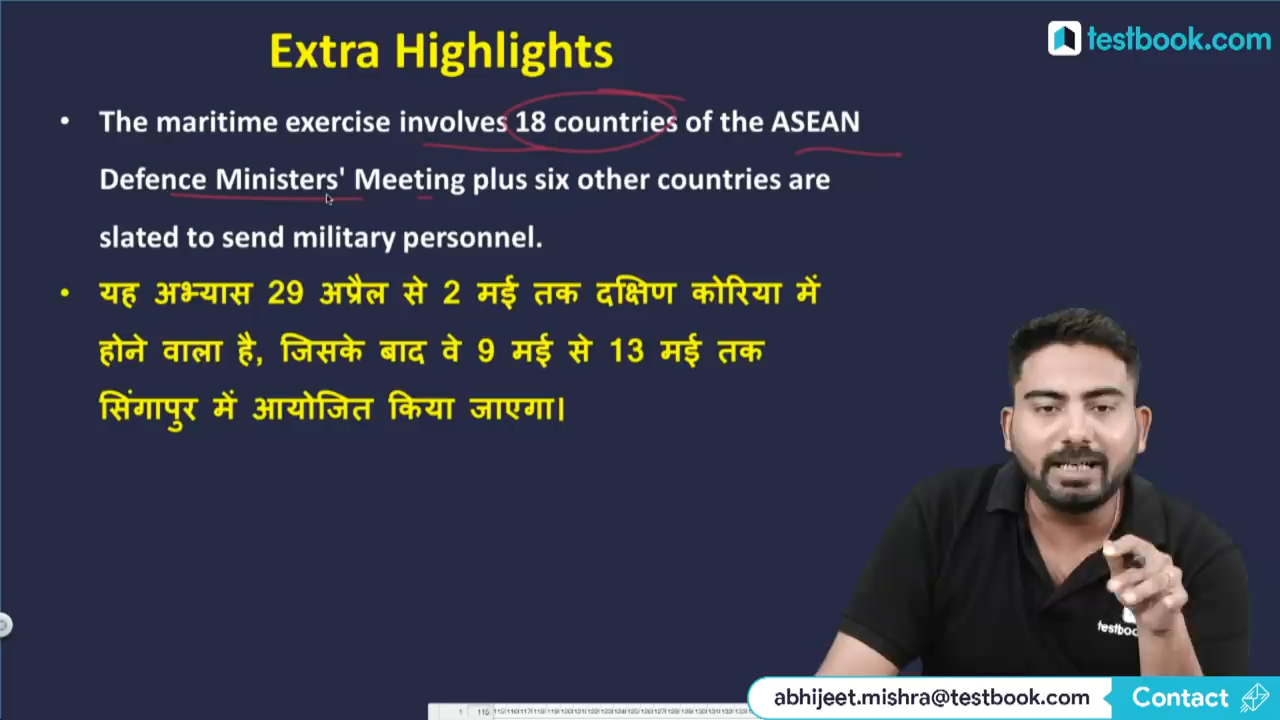 Extra Highlights
testbook.com
• The maritime exercise involves 18 countries of the ASEAN
Defence Ministers' Meeting plus six other countries are
slated to send military personnel.
• यह अभ्यास 29 अप्रैल से 2 मई तक दक्षिण कोरिया में
होने वाला है, जिसके बाद वे 9 मई से 13 मई तक
सिंगापुर में आयोजित किया जाएगा।
abhijeet.mishra@testbook.com
Contact